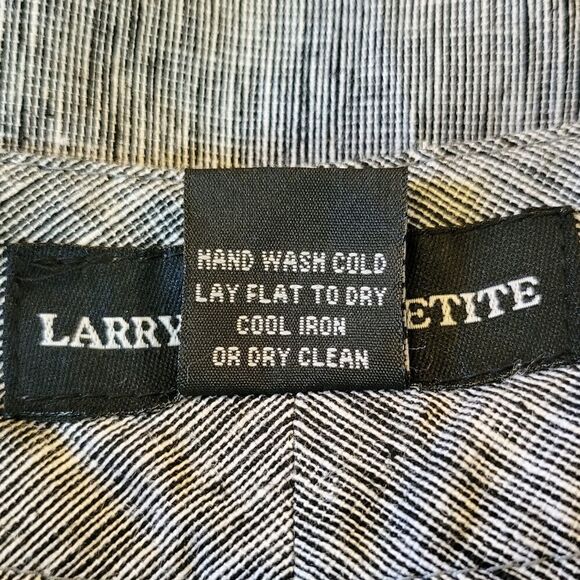 HAND WASH COLD
LAY FLAT TO DRY
COOL IRON
OR DRY CLEAN
LARRY ETITE